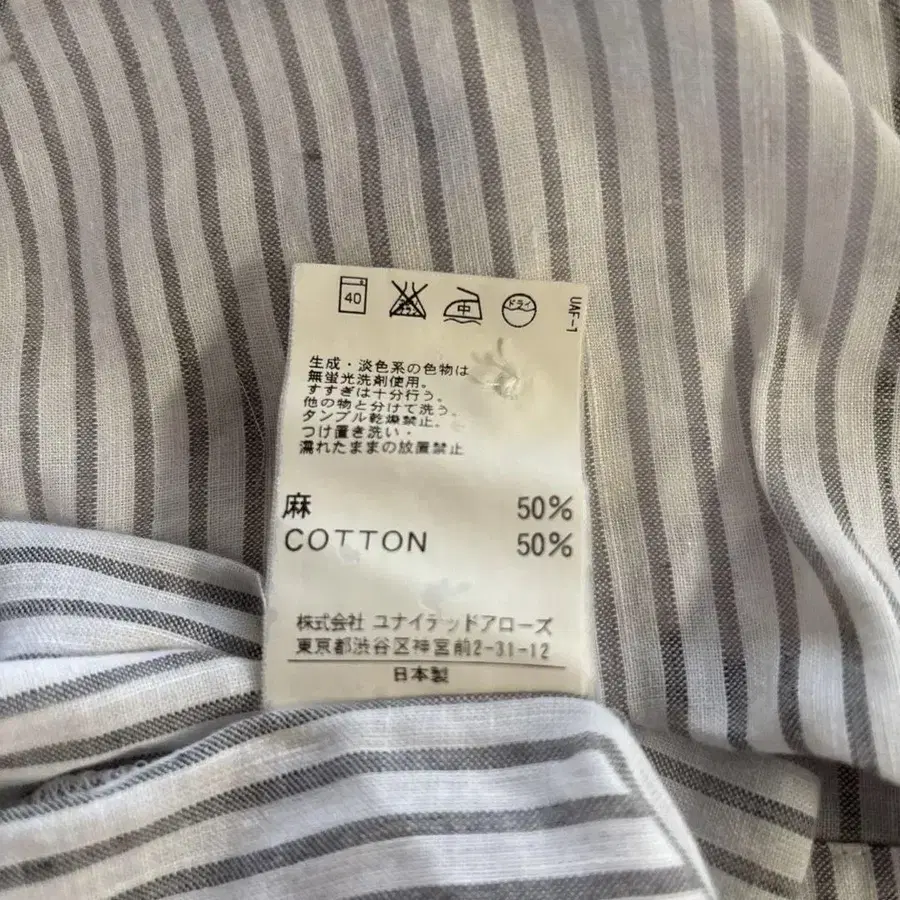 40
中
ドライ
UAF-1
生成・淡色系の色物は
無蛍光洗剤使用。
すすぎは十分行う。
他の物と分けて洗う。
タンブル乾燥禁止。
つけ置き洗い・
濡れたままの放置禁止
麻 50%
COTTON 50%
株式会社 ユナイテッドアローズ
東京都渋谷区神宮前2-31-12
日本製